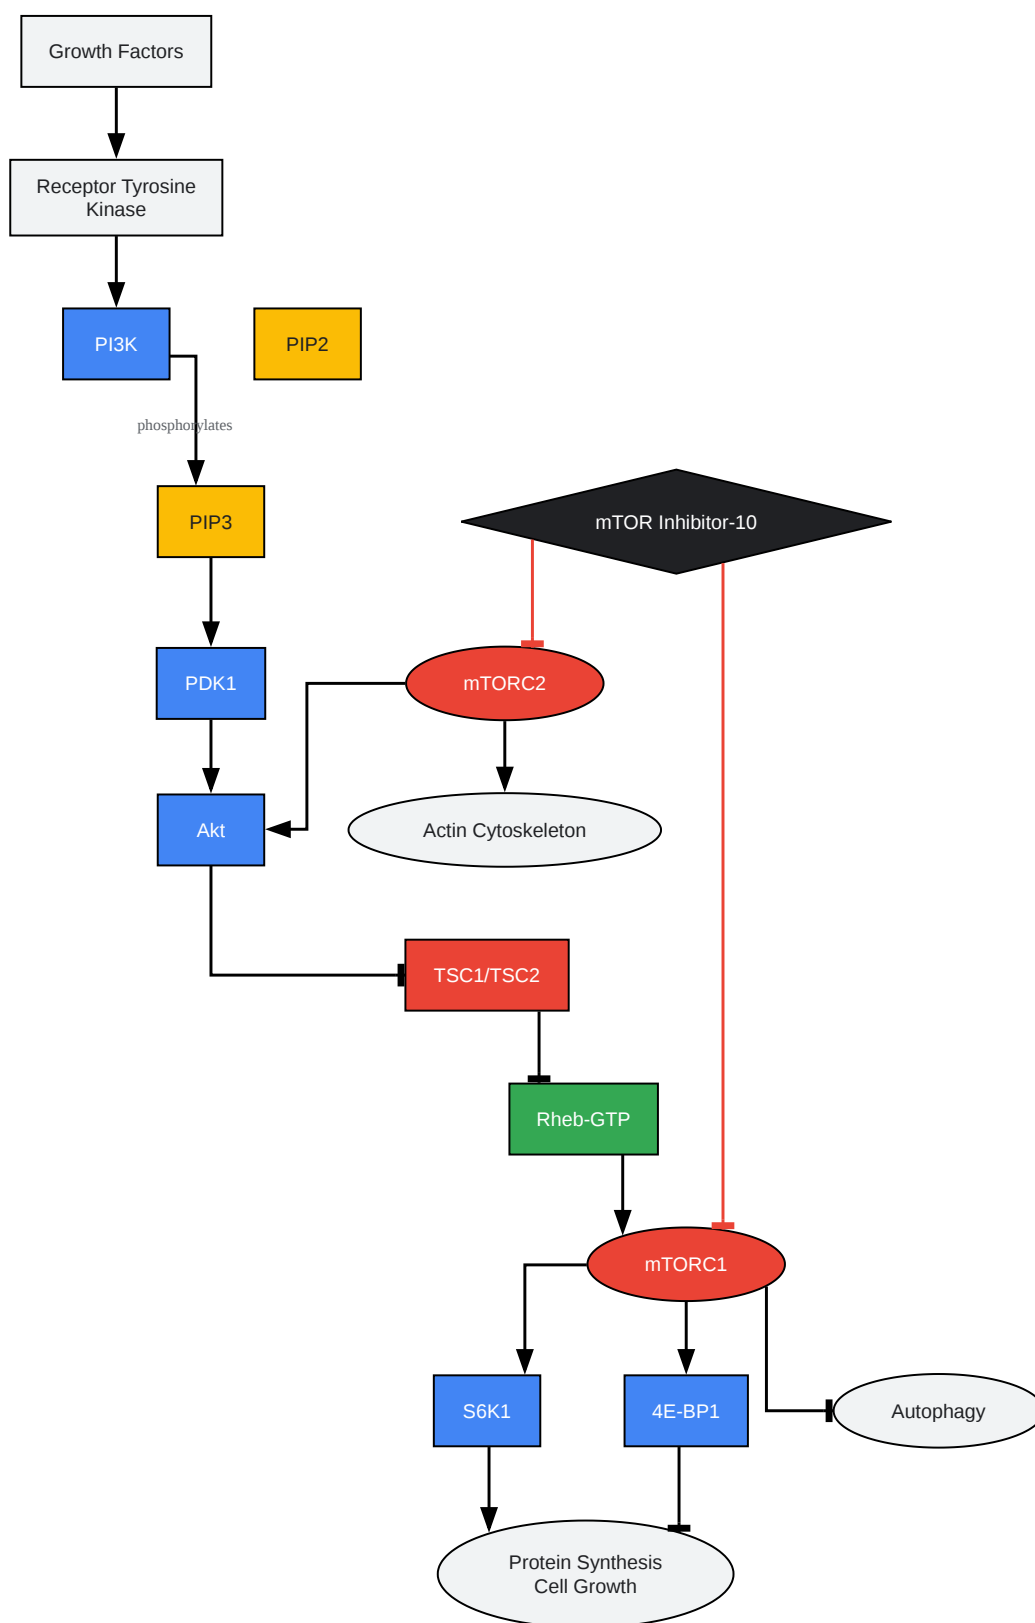 Growth Factors
Receptor Tyrosine
Kinase
PI3K
PIP2
phosphorylates
PIP3
mTOR Inhibitor-10
PDK1
mTORC2
Akt
Actin Cytoskeleton
TSC1/TSC2
Rheb-GTP
mTORC1
S6K1
4E-BP1
Autophagy
Protein Synthesis
Cell Growth